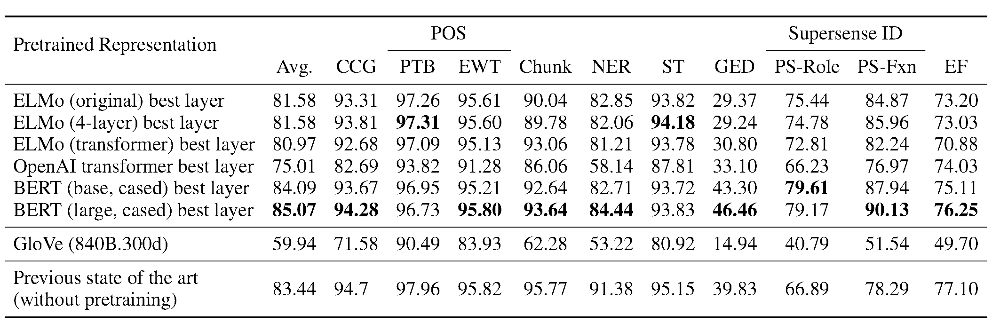 POS Supersense ID
Pretrained Representation
Avg. CCG PTB EWT Chunk NER ST GED PS-Role PS-Fxn EF
ELMo (original) best layer 81.58 93.31 97.26 95.61 90.04 82.85 93.82 29.37 75.44 84.87 73.20
ELMo (4-layer) best layer 81.58 93.81 97.31 95.60 89.78 82.06 94.18 29.24 74.78 85.96 73.03
ELMo (transformer) best layer 80.97 92.68 97.09 95.13 93.06 81.21 93.78 30.80 72.81 82.24 70.88
OpenAI transformer best layer 75.01 82.69 93.82 91.28 86.06 58.14 87.81 33.10 66.23 76.97 74.03
BERT (base, cased) best layer 84.09 93.67 96.95 95.21 92.64 82.71 93.72 43.30 79.61 87.94 75.11
BERT (large, cased) best layer 85.07 94.28 96.73 95.80 93.64 84.44 93.83 46.46 79.17 90.13 76.25
GloVe (840B.300d) 59.94 71.58 90.49 83.93 62.28 53.22 80.92 14.94 40.79 51.54 49.70
Previous state of the art
(without pretraining) 83.44 94.7 97.96 95.82 95.77 91.38 95.15 39.83 66.89 78.29 77.10